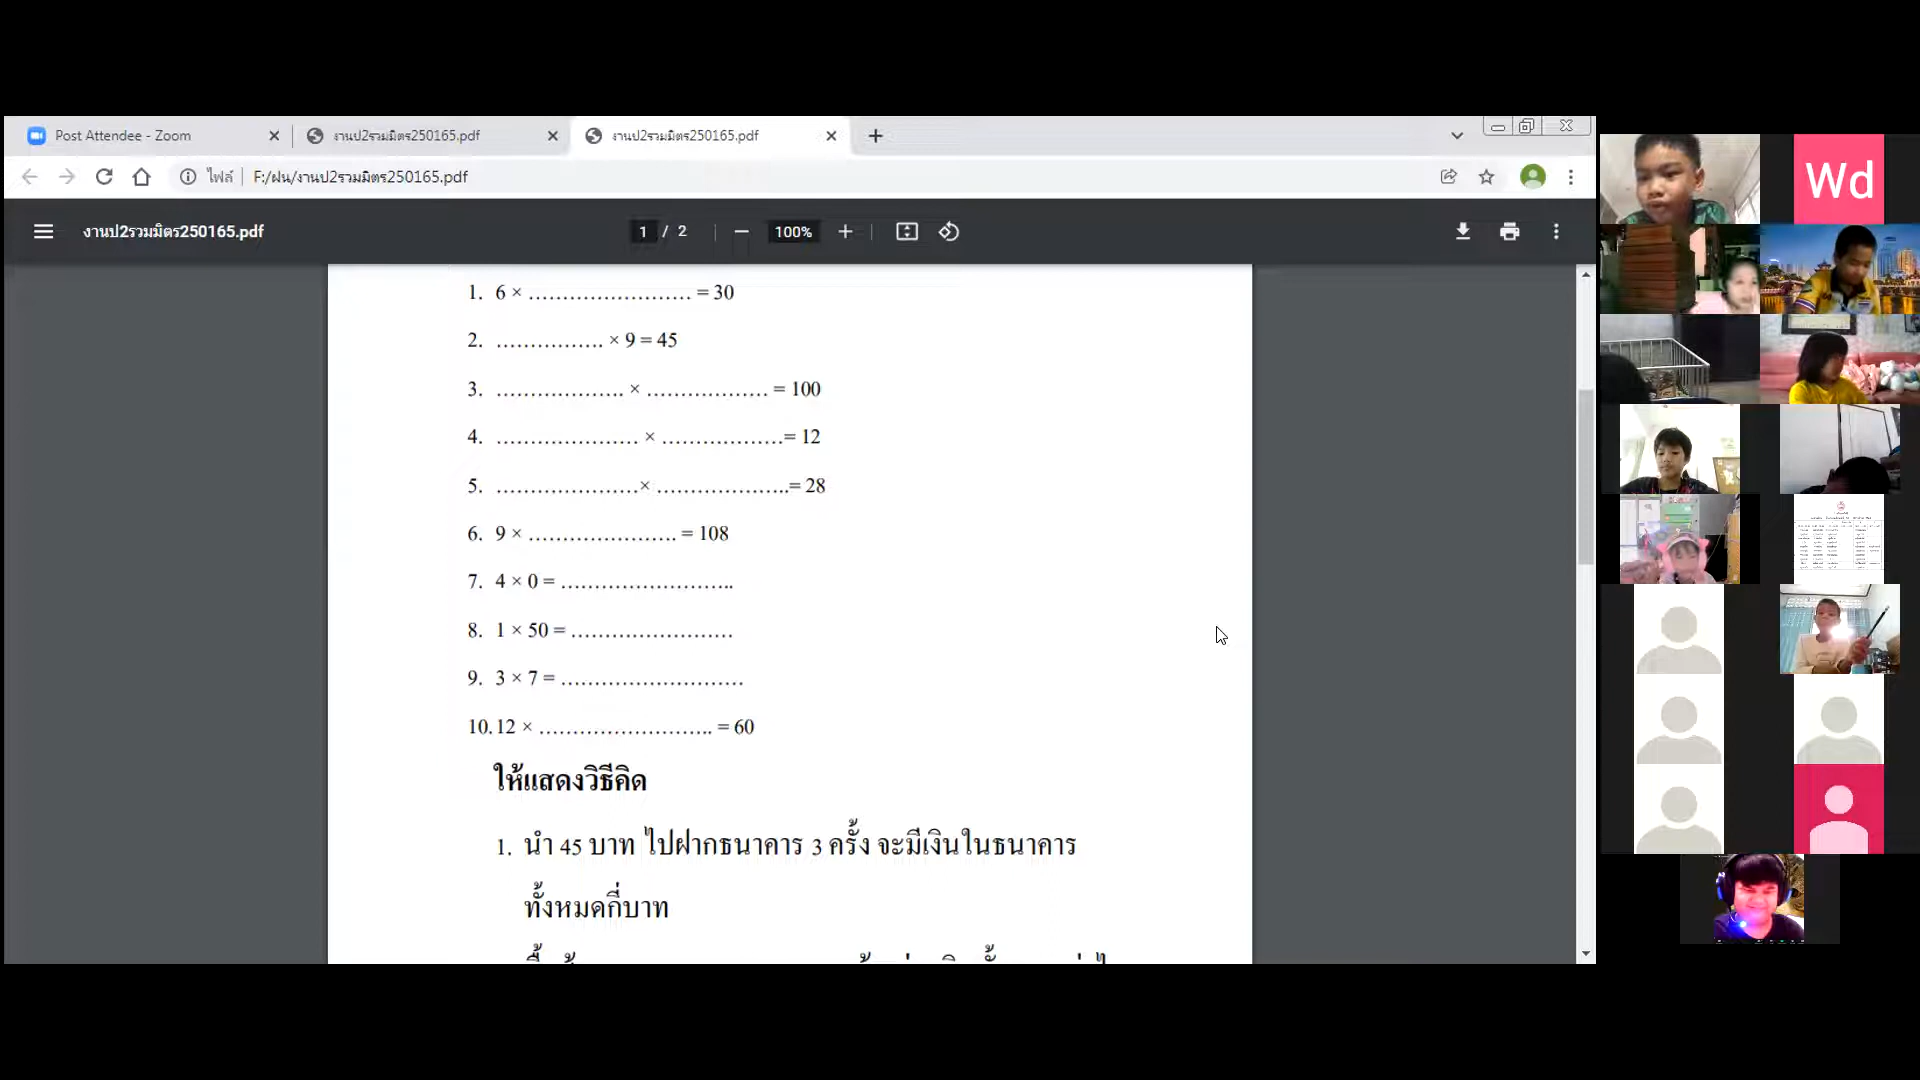 Post Attendee - Zoom
งานป2รวมมิตร250165.pdf
งานป2รวมมิตร250165.pdf
ไฟล์
F:/ฝน/งานป2รวมมิตร250165.pdf
งานป2รวมมิตร250165.pdf
1 / 2
100%
Wd
1. 6 × …………………… = 30
2. ……………. × 9 = 45
3. ………………. × ……………… = 100
4. ………………… × ………………= 12
5. …………………× ………………..= 28
6. 9 × …………………. = 108
7. 4 × 0 = ……………………..
8. 1 × 50 = ……………………
9. 3 × 7 = ………………………
10. 12 × …………………….. = 60
ให้แสดงวิธีคิด
1. นำ 45 บาท ไปฝากธนาคาร 3 ครั้ง จะมีเงินในธนาคาร
ทั้งหมดกี่บาท